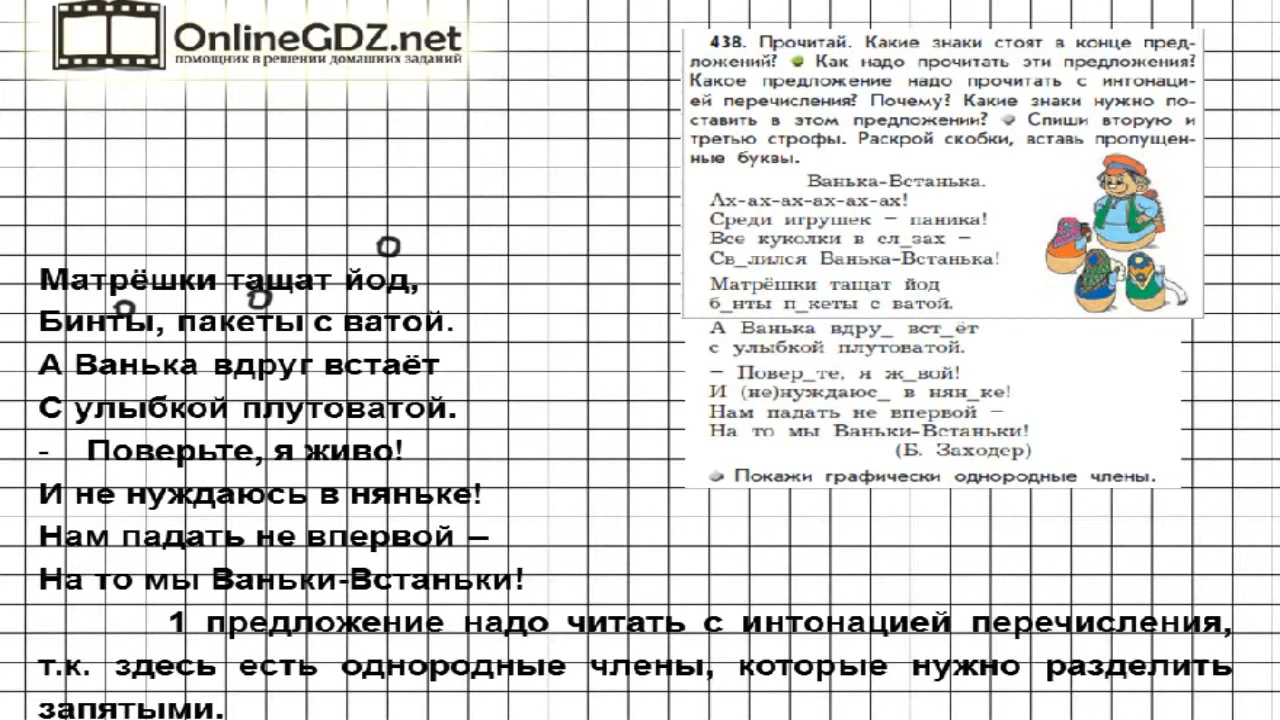 OnlineGDZ.net
помощник в решении домашних заданий
438. Прочитай. Какие знаки стоят в конце пред-
ложений? Как надо прочитать эти предложения?
Какое предложение надо прочитать с интонаци-
ей перечисления? Почему? Какие знаки нужно по-
ставить в этом предложении? Спиши вторую и
третью строфы. Раскрой скобки, вставь пропущен-
ные буквы.
Ванька-Встанька.
Ах-ах-ах-ах-ах-ах!
Среди игрушек – паника!
Все куколки в сл_зах –
Св_лился Ванька-Встанька!
Матрёшки тащат йод
б_нты п_кеты с ватой.
А Ванька вдру_ вст_ёт
с улыбкой плутоватой.
– Повер_те, я ж_вой!
И (не)нуждаюс_ в нян_ке!
Нам падать не впервой –
На то мы Ваньки-Встаньки!
(Б. Заходер)
Покажи графически однородные члены.
Матрёшки тащат йод,
Бинты, пакеты с ватой.
А Ванька вдруг встаёт
С улыбкой плутоватой.
- Поверьте, я живо!
И не нуждаюсь в няньке!
Нам падать не впервой –
На то мы Ваньки-Встаньки!
1 предложение надо читать с интонацией перечисления,
т.к. здесь есть однородные члены, которые нужно разделить
запятыми.